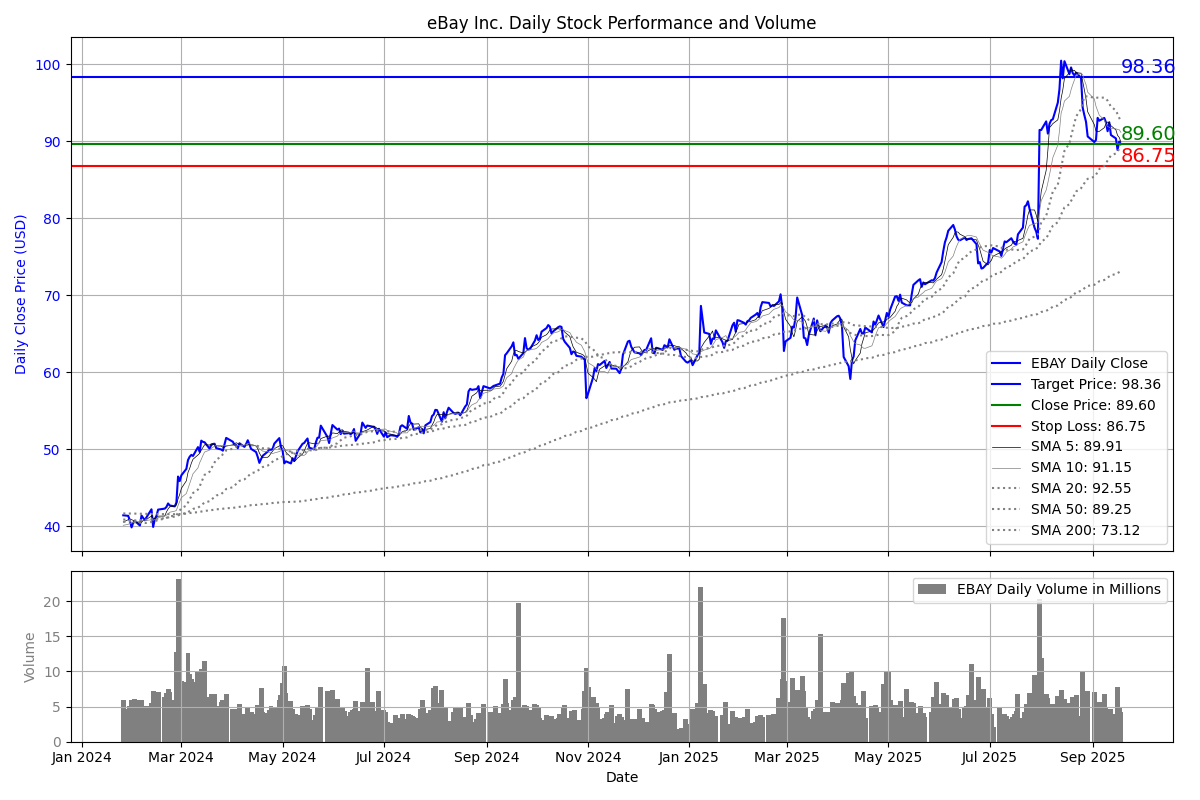 eBay Inc. Daily Stock Performance and Volume
100
90
80
70
60
50
40
Daily Close Price (USD)
98.36
89.60
86.75
EBAY Daily Close
Target Price: 98.36
Close Price: 89.60
Stop Loss: 86.75
SMA 5: 89.91
SMA 10: 91.15
SMA 20: 92.55
SMA 50: 89.25
SMA 200: 73.12
EBAY Daily Volume in Millions
20
15
10
5
0
Volume
Jan 2024
Mar 2024
May 2024
Jul 2024
Sep 2024
Nov 2024
Jan 2025
Mar 2025
May 2025
Jul 2025
Sep 2025
Date